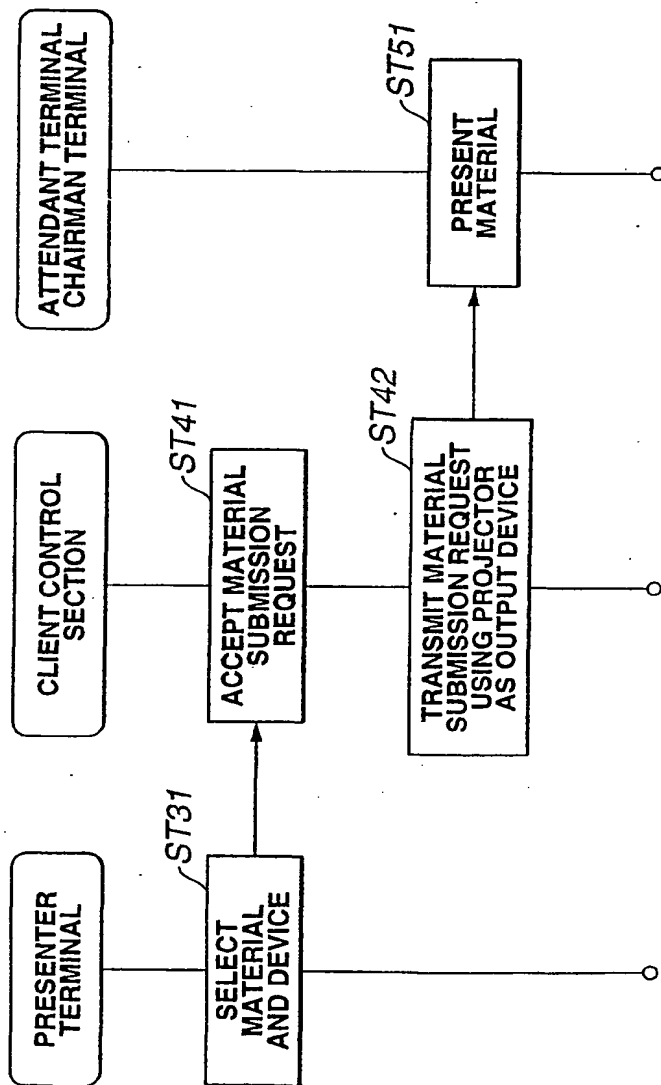 PRESENTER
TERMINAL
CLIENT CONTROL
SECTION
ATTENDANT TERMINAL
CHAIRMAN TERMINAL
ST31
SELECT
MATERIAL
AND DEVICE
ST41
ACCEPT MATERIAL
SUBMISSION
REQUEST
ST42
TRANSMIT MATERIAL
SUBMISSION REQUEST
USING PROJECTOR
AS OUTPUT DEVICE
ST51
PRESENT
MATERIAL